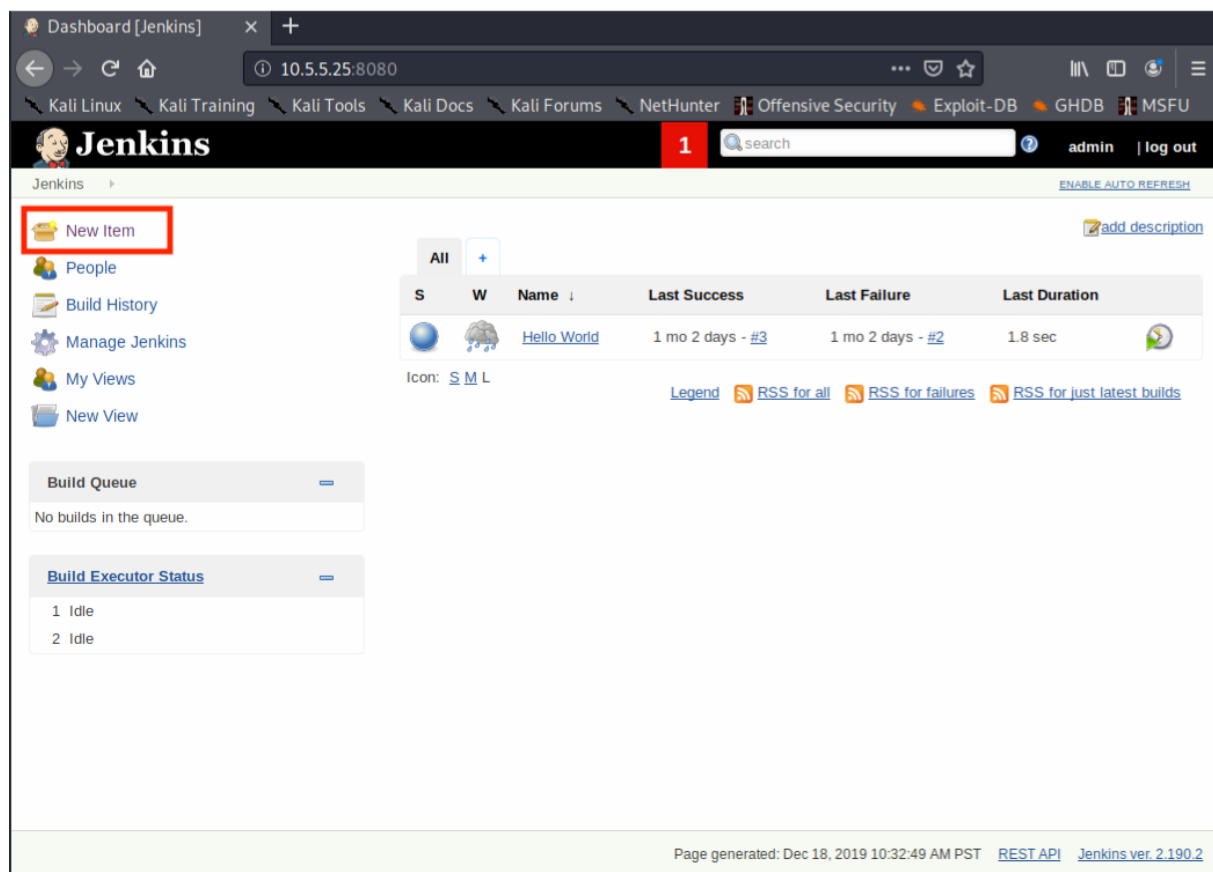 Dashboard [Jenkins]
10.5.5.25:8080
Kali Linux Kali Training Kali Tools Kali Docs Kali Forums NetHunter Offensive Security Exploit-DB GHDB MSFU
Jenkins 1 search admin | log out
Jenkins ENABLE AUTO REFRESH
New Item
add description
People
Build History
Manage Jenkins
My Views
New View
All +
S W Name ↓ Last Success Last Failure Last Duration
Hello World 1 mo 2 days - #3 1 mo 2 days - #2 1.8 sec
Icon: S M L
Legend RSS for all RSS for failures RSS for just latest builds
Build Queue
No builds in the queue.
Build Executor Status
1 Idle
2 Idle
Page generated: Dec 18, 2019 10:32:49 AM PST REST API Jenkins ver. 2.190.2